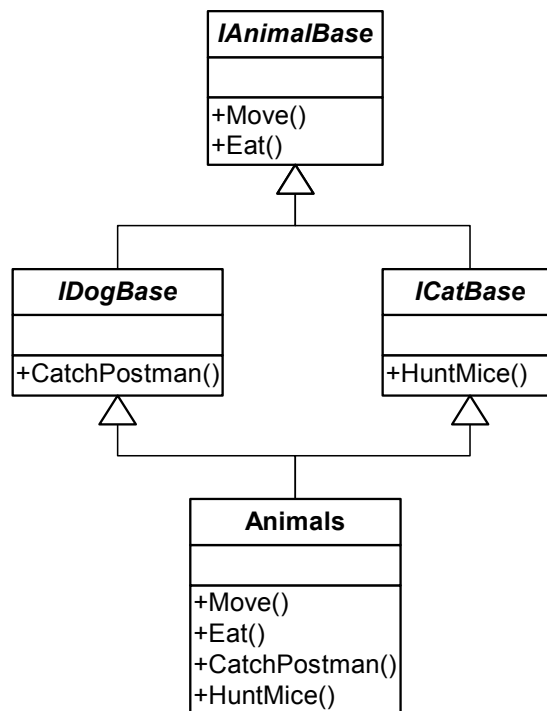 IAnimalBase
+Move()
+Eat()
IDogBase
+CatchPostman()
ICatBase
+HuntMice()
Animals
+Move()
+Eat()
+CatchPostman()
+HuntMice()